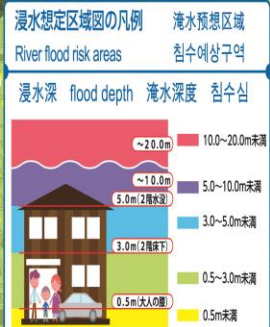 浸水想定区域図の凡例 淹水预想区域
River flood risk areas 침수예상구역
浸水深 flood depth 淹水深度 침수심
~20.0m
10.0~20.0m未満
~10.0m
5.0~10.0m未満
5.0m(2階水没)
3.0~5.0m未満
3.0m(2階床下)
0.5~3.0m未満
0.5m(大人の膝)
0.5m未満